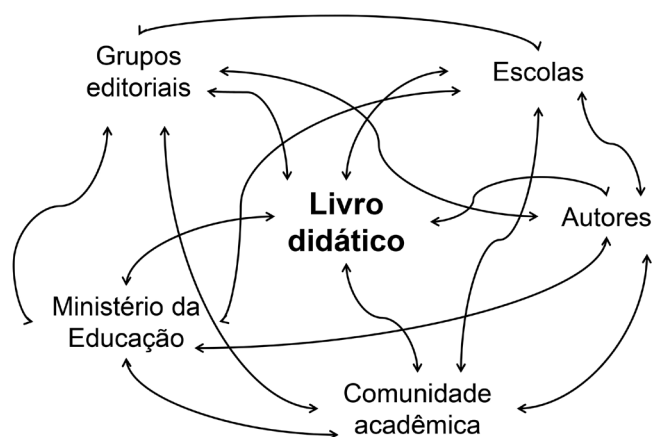 Grupos
editoriais
Escolas
Livro
didático
Autores
Ministério da
Educação
Comunidade
acadêmica